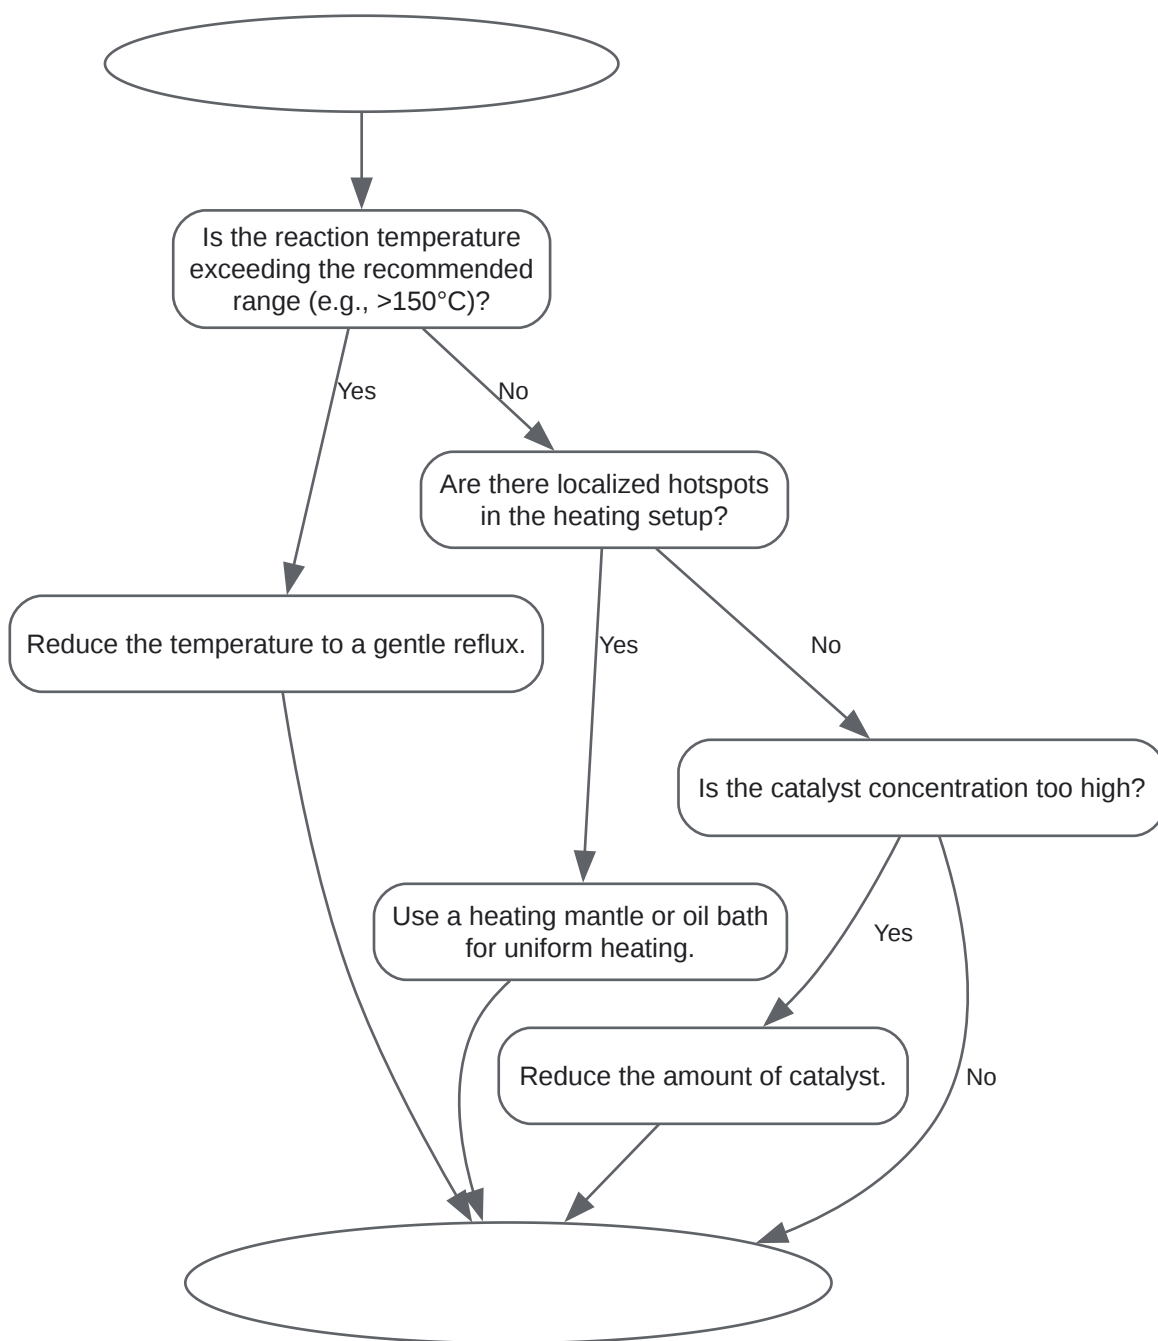 Is the reaction temperature
exceeding the recommended
range (e.g., >150°C)?
Yes
No
Are there localized hotspots
in the heating setup?
Reduce the temperature to a gentle reflux.
Yes
No
Is the catalyst concentration too high?
Use a heating mantle or oil bath
for uniform heating.
Yes
Reduce the amount of catalyst.
No